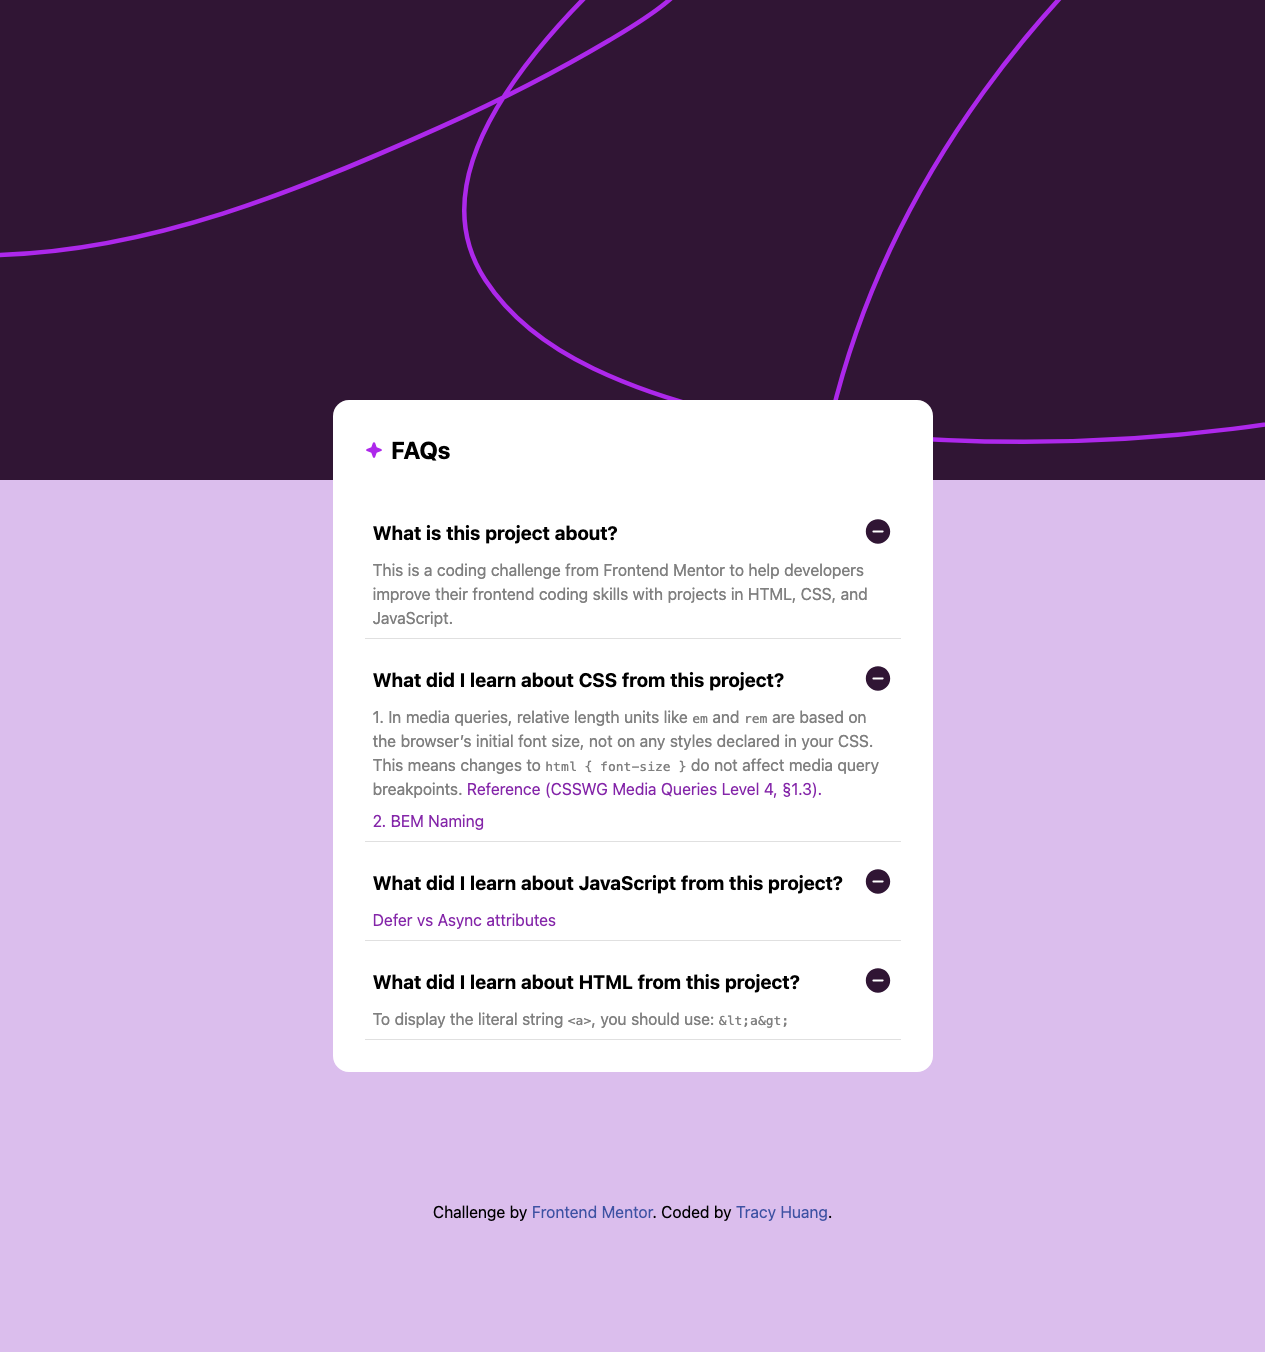 FAQs
What is this project about?
This is a coding challenge from Frontend Mentor to help developers
improve their frontend coding skills with projects in HTML, CSS, and
JavaScript.
What did I learn about CSS from this project?
1. In media queries, relative length units like em and rem are based on
the browser’s initial font size, not on any styles declared in your CSS.
This means changes to html { font-size } do not affect media query
breakpoints. Reference (CSSWG Media Queries Level 4, §1.3).
2. BEM Naming
What did I learn about JavaScript from this project?
Defer vs Async attributes
What did I learn about HTML from this project?
To display the literal string <a>, you should use: &lt;a&gt;
Challenge by Frontend Mentor. Coded by Tracy Huang.